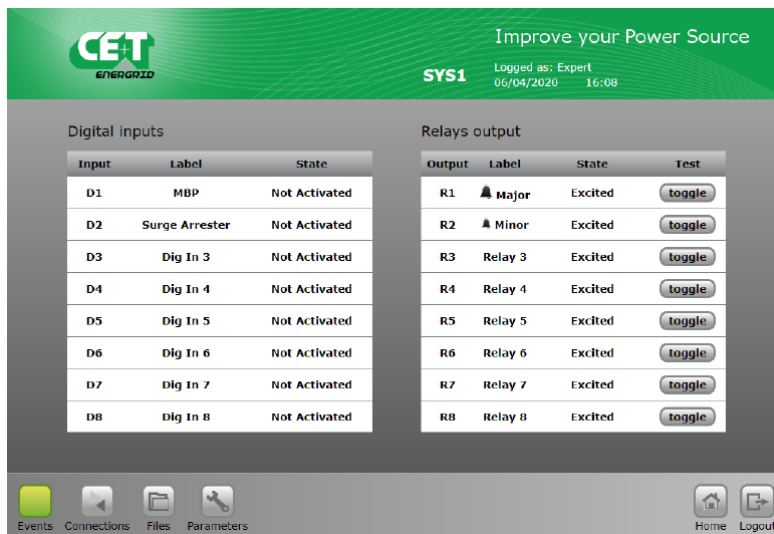 CE+T
ENERGRID
Improve your Power Source
SYS1
Logged as: Expert
06/04/2020 16:08
Digital inputs
Input Label State
D1 MBP Not Activated
D2 Surge Arrester Not Activated
D3 Dig In 3 Not Activated
D4 Dig In 4 Not Activated
D5 Dig In 5 Not Activated
D6 Dig In 6 Not Activated
D7 Dig In 7 Not Activated
D8 Dig In 8 Not Activated
Relays output
Output Label State Test
R1 Major Excited toggle
R2 Minor Excited toggle
R3 Relay 3 Excited toggle
R4 Relay 4 Excited toggle
R5 Relay 5 Excited toggle
R6 Relay 6 Excited toggle
R7 Relay 7 Excited toggle
R8 Relay 8 Excited toggle
Events Connections Files Parameters Home Logout